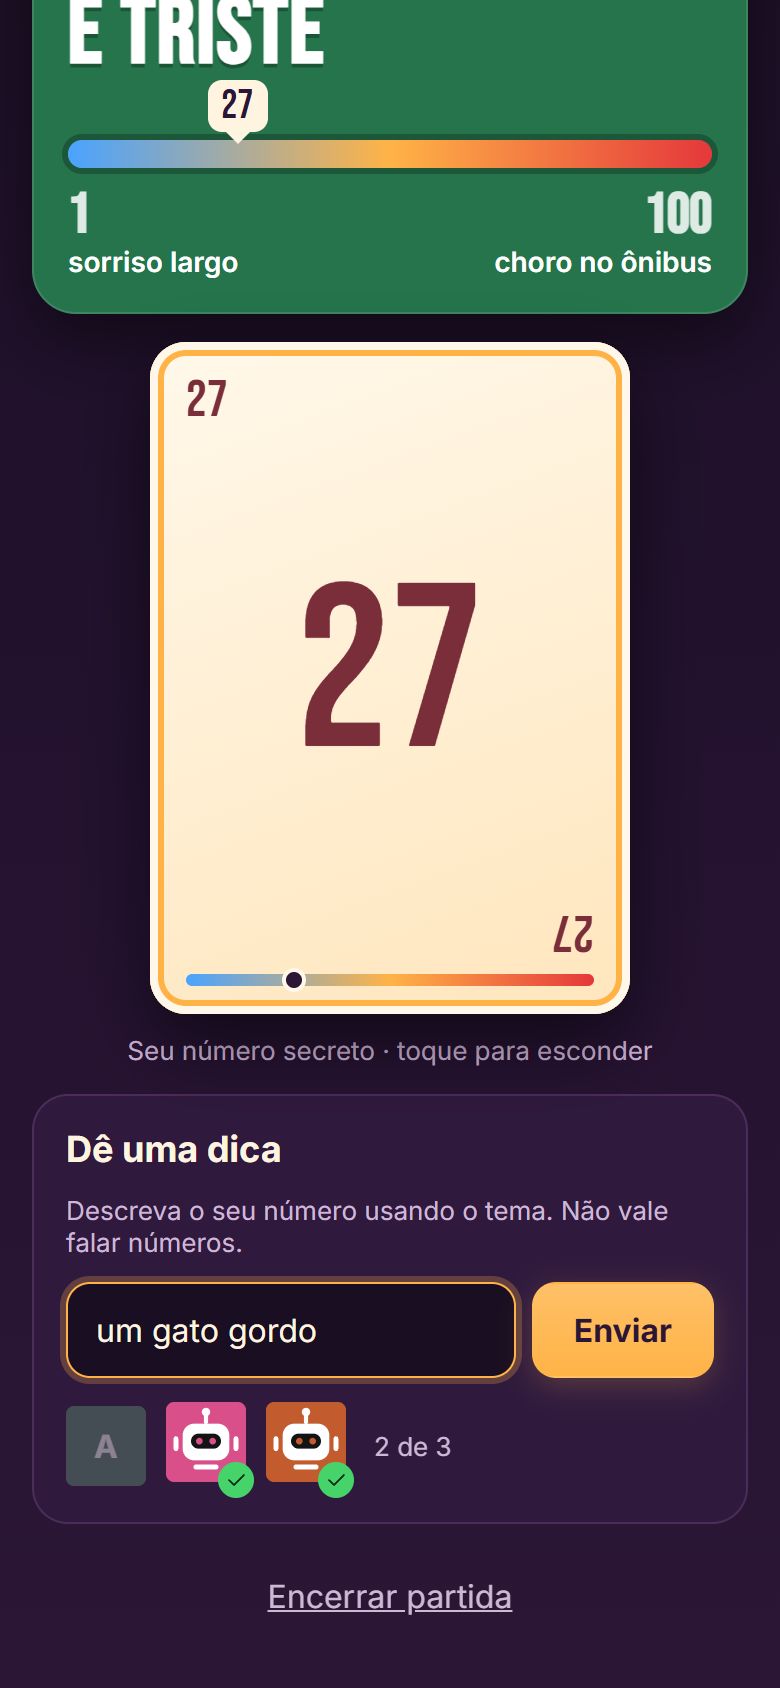 E TRISTE
27
1
100
sorriso largo
choro no ônibus
27
27
27
Seu número secreto · toque para esconder
Dê uma dica
Descreva o seu número usando o tema. Não vale
falar números.
um gato gordo
Enviar
A
2 de 3
Encerrar partida